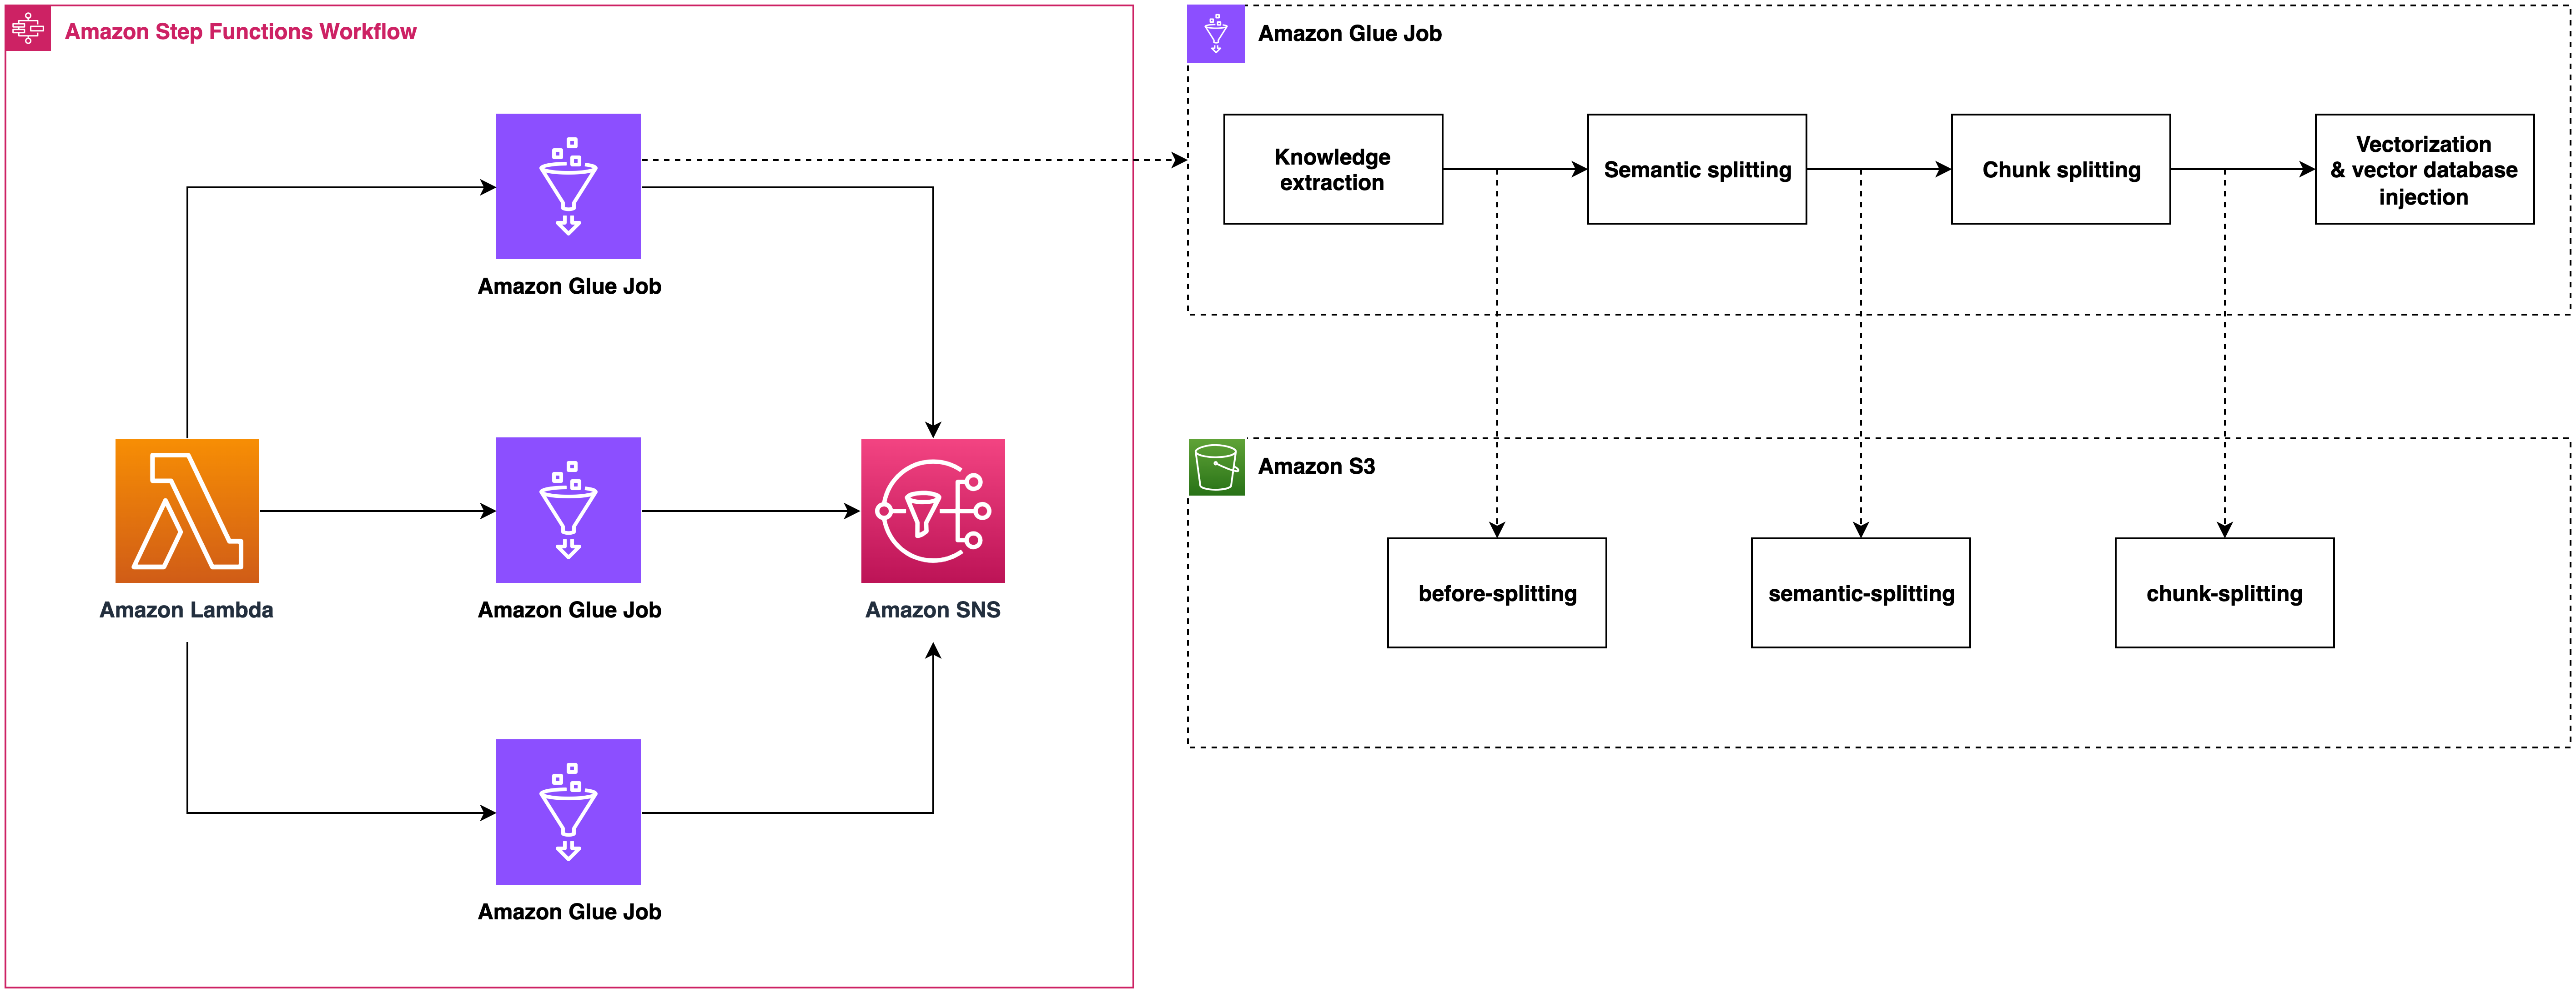 Amazon Step Functions Workflow
Amazon Glue Job
Amazon Lambda
Amazon Glue Job
Amazon SNS
Amazon Glue Job
Amazon Glue Job
Knowledge
extraction
Semantic splitting
Chunk splitting
Vectorization
& vector database
injection
Amazon S3
before-splitting
semantic-splitting
chunk-splitting